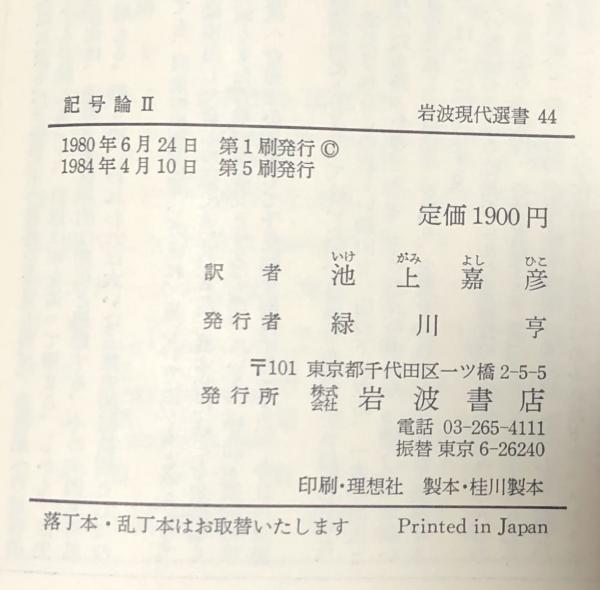 記号論 II
岩波現代選書 44
1980年6月24日 第1刷発行 ©
1984年4月10日 第5刷発行
定価1900円
いけ がみ よし ひこ
訳者 池上嘉彦
発行者 緑川亨
〒101 東京都千代田区一ツ橋2-5-5
発行所 株式会社 岩波書店
電話 03-265-4111
振替 東京6-26240
印刷・理想社 製本・桂川製本
落丁本・乱丁本はお取替いたします Printed in Japan